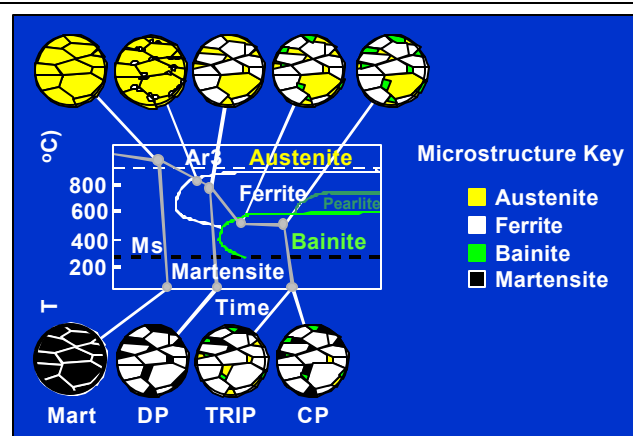 ºC)
Ar3 Austenite
Microstructure Key
800
Ferrite
Pearlite
Austenite
600
Ferrite
400
Ms
Bainite
Bainite
200
Martensite
Martensite
T
Time
Mart DP TRIP CP